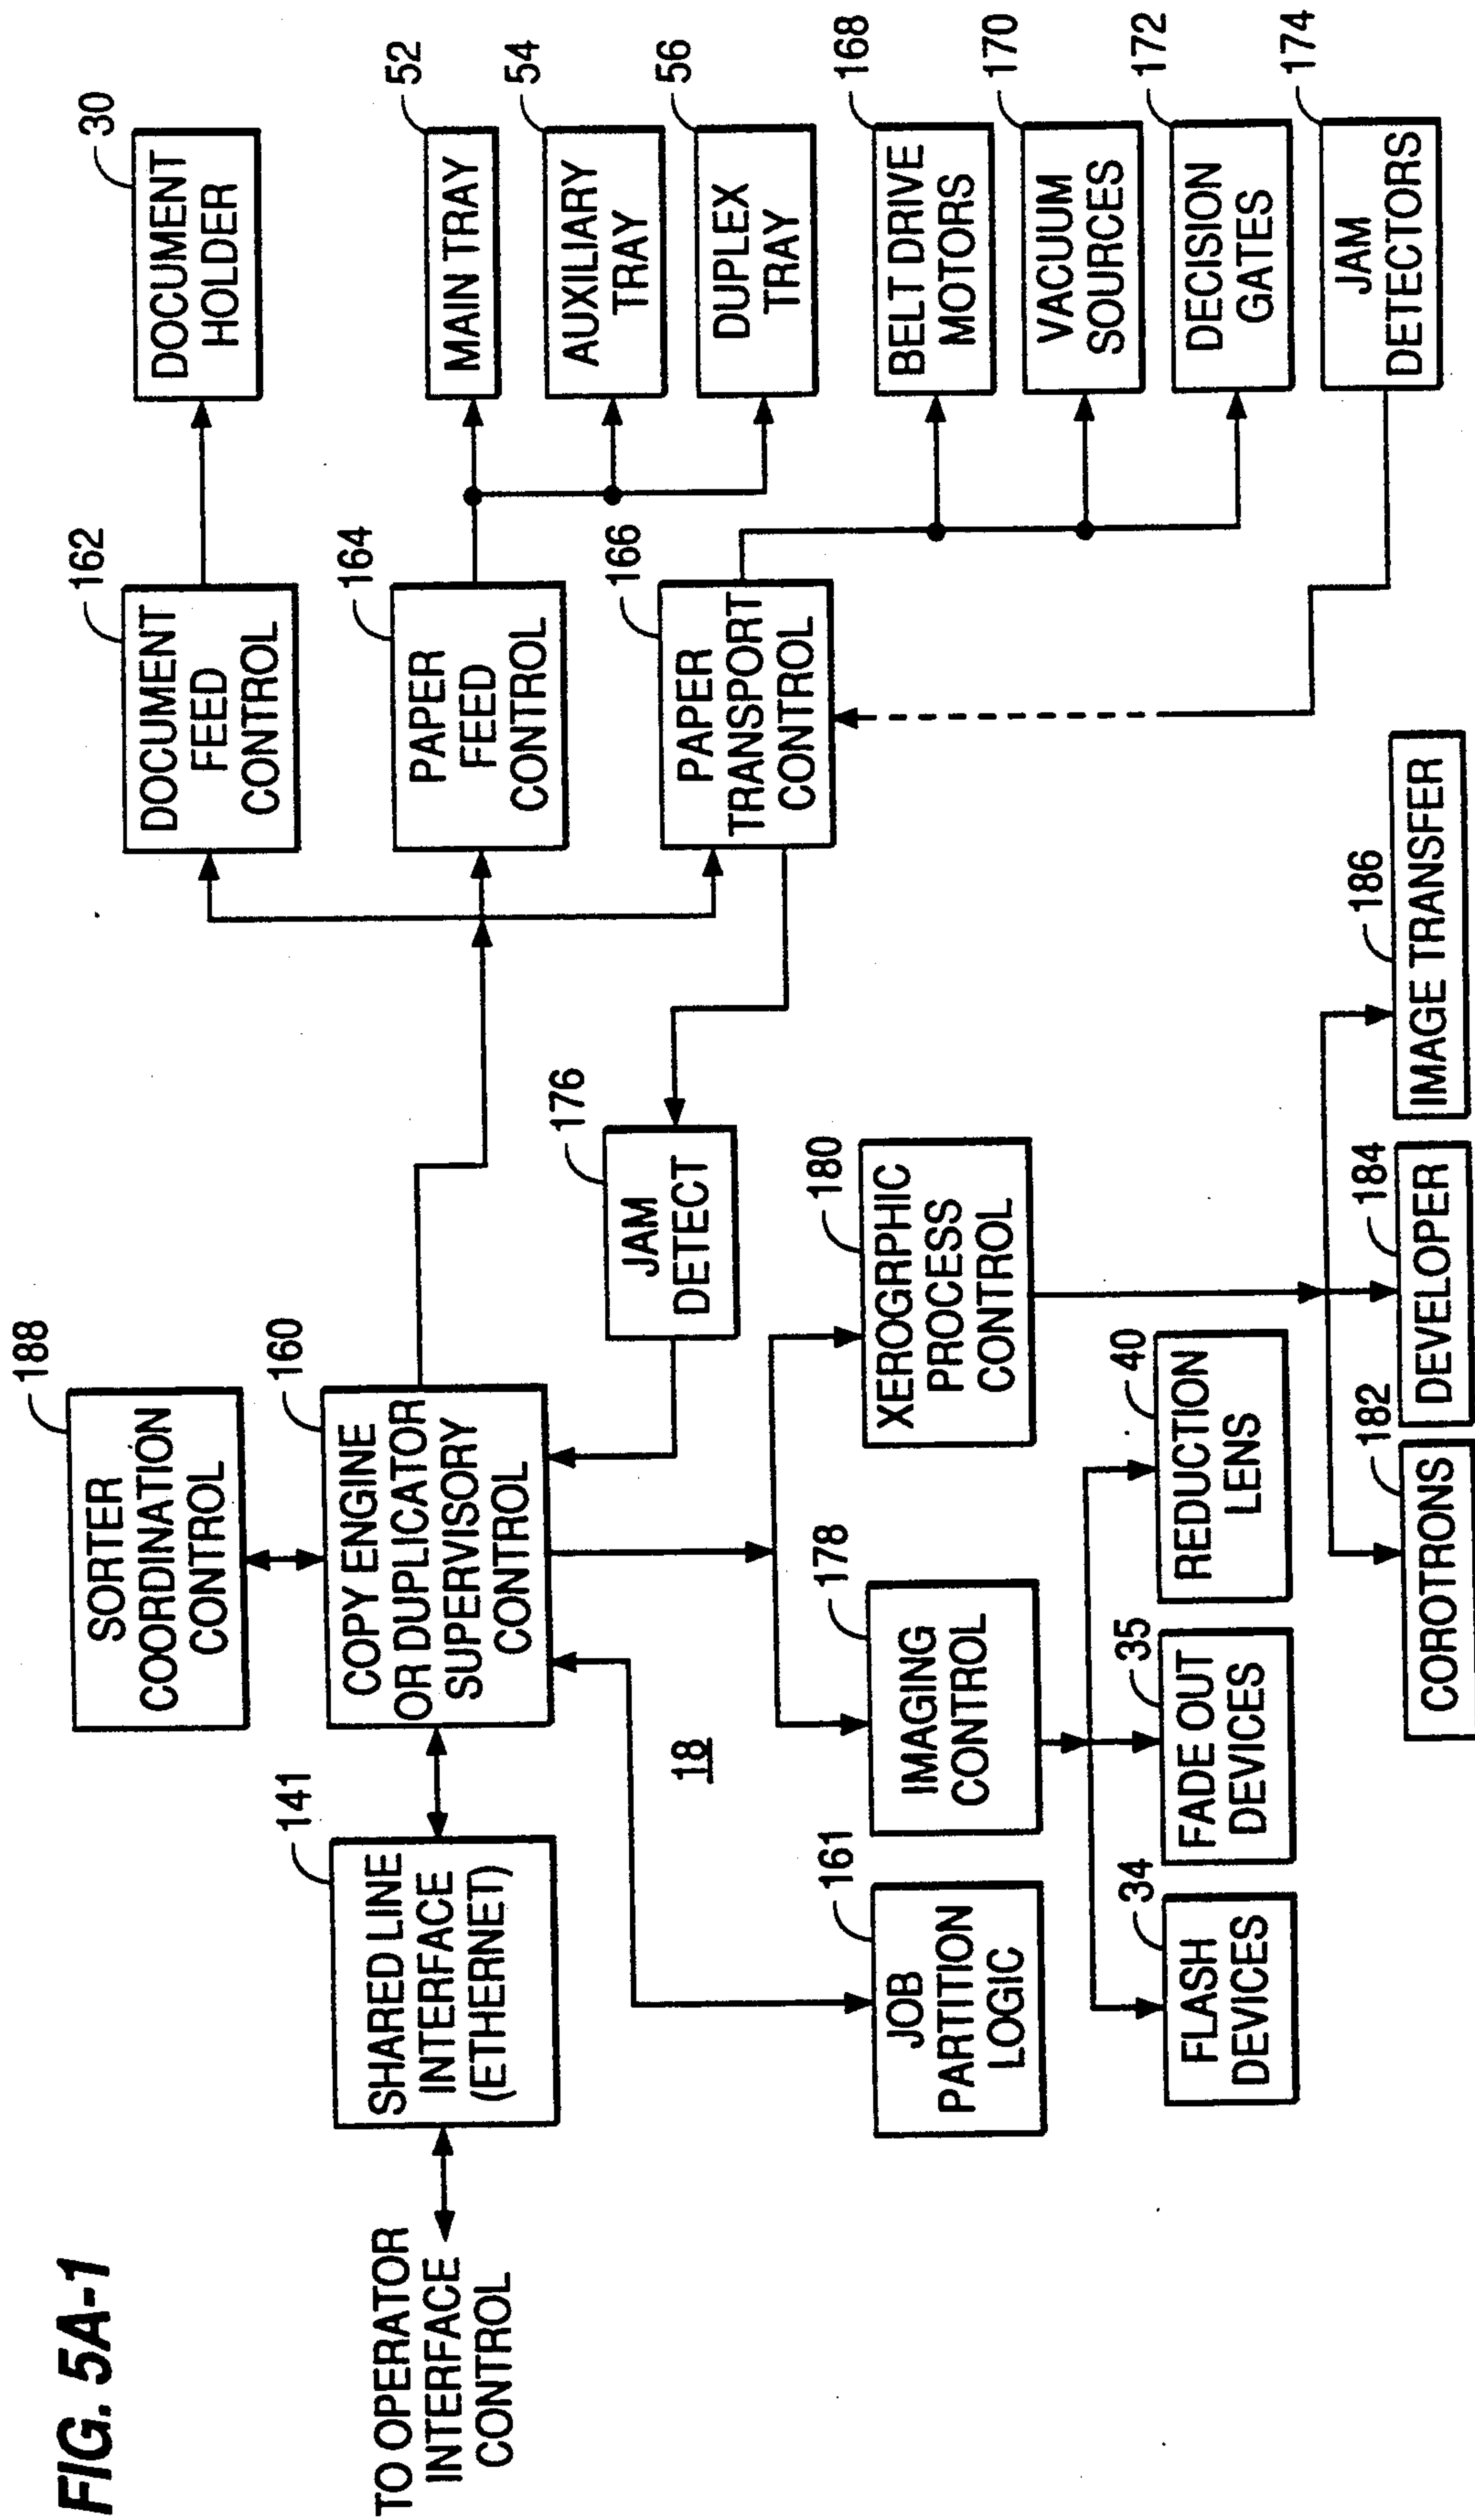 FIG. 5A-1
TO OPERATOR
INTERFACE
CONTROL
141
SHARED LINE
INTERFACE
(ETHERNET)
188
SORTER
COORDINATION
CONTROL
160
COPY ENGINE
OR DUPLICATOR
SUPERVISORY
CONTROL
18
176
JAM
DETECT
162
DOCUMENT
FEED
CONTROL
164
PAPER
FEED
CONTROL
166
PAPER
TRANSPORT
CONTROL
30
DOCUMENT
HOLDER
52
MAIN TRAY
54
AUXILIARY
TRAY
56
DUPLEX
TRAY
168
BELT DRIVE
MOTORS
170
VACUUM
SOURCES
172
DECISION
GATES
174
JAM
DETECTORS
161
JOB
PARTITION
LOGIC
178
IMAGING
CONTROL
180
XEROGRPHIC
PROCESS
CONTROL
34
FLASH
DEVICES
35
FADE OUT
DEVICES
40
REDUCTION
LENS
182
COROTRONS
184
DEVELOPER
186
IMAGE TRANSFER